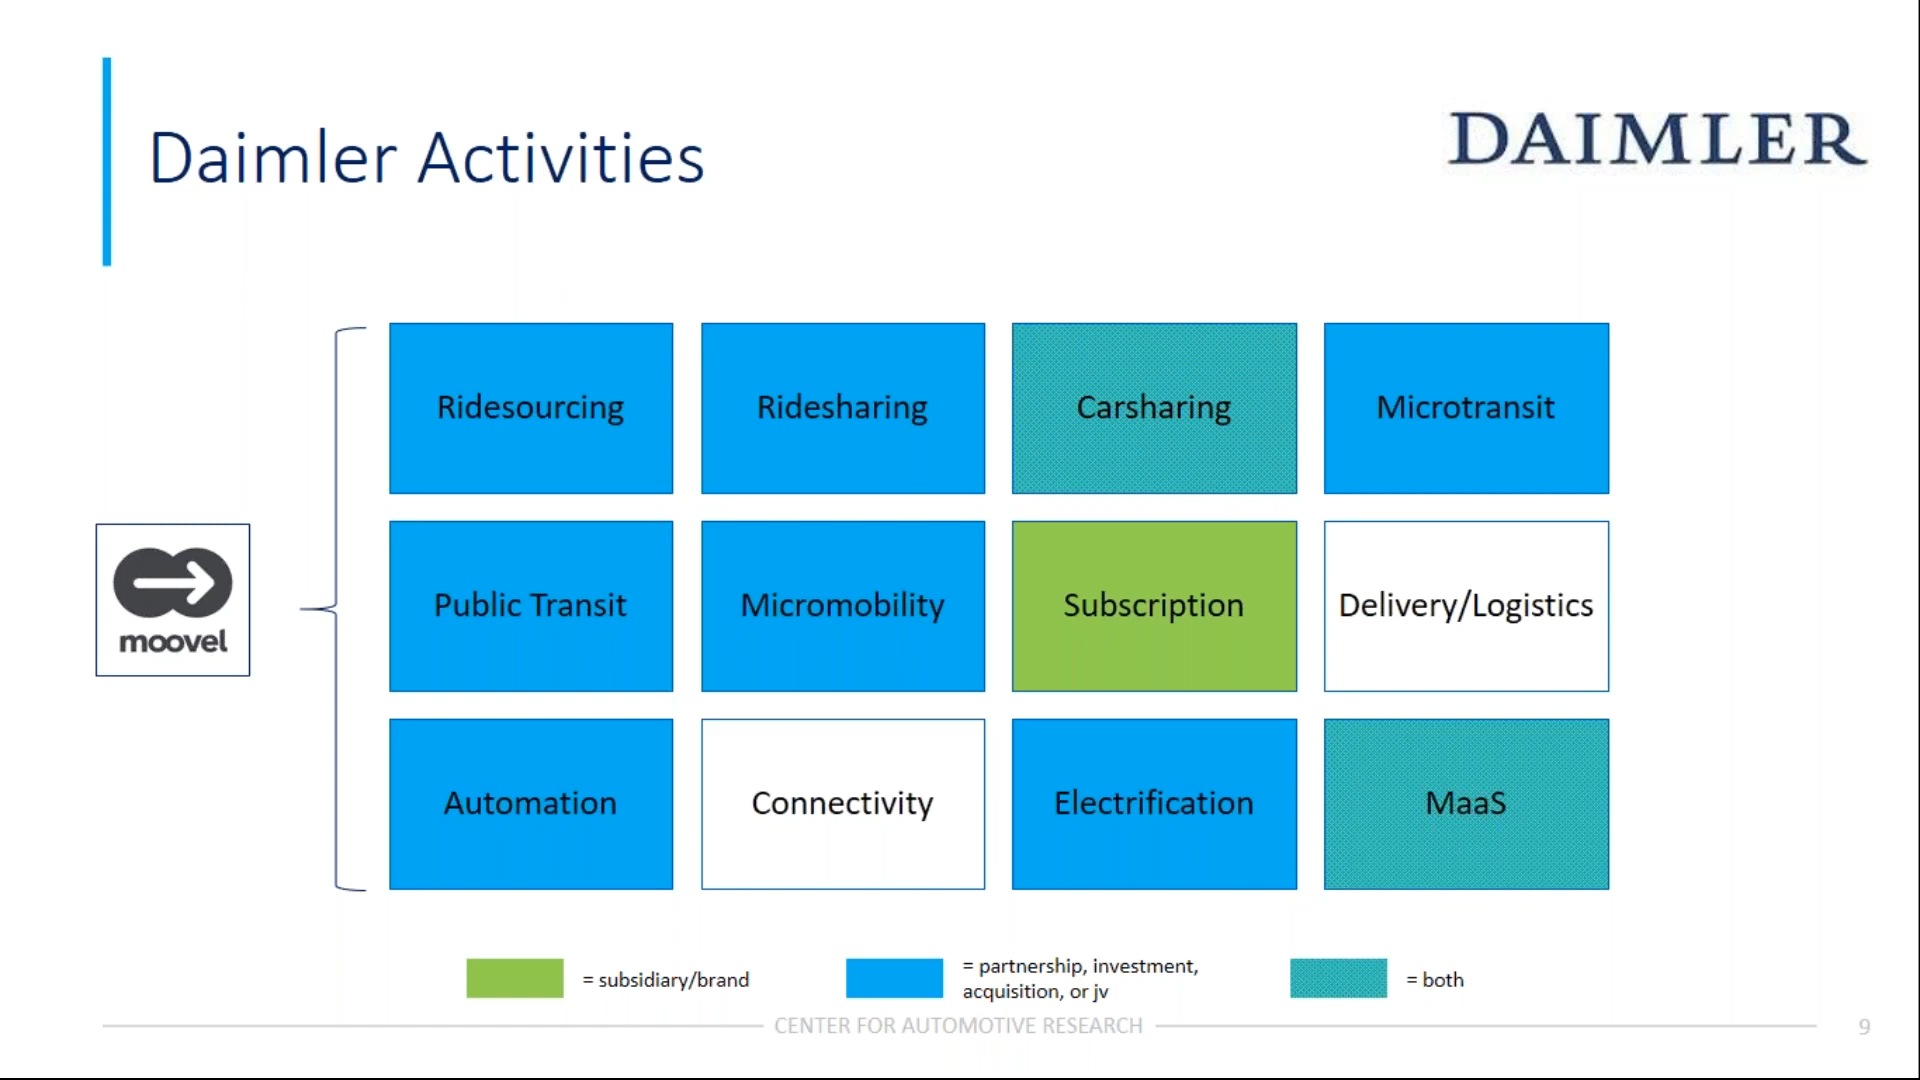 Daimler Activities
DAIMLER
Ridesourcing
Ridesharing
Carsharing
Microtransit
moovel
Public Transit
Micromobility
Subscription
Delivery/Logistics
Automation
Connectivity
Electrification
MaaS
= subsidiary/brand
= partnership, investment,
acquisition, or jv
= both
CENTER FOR AUTOMOTIVE RESEARCH
9